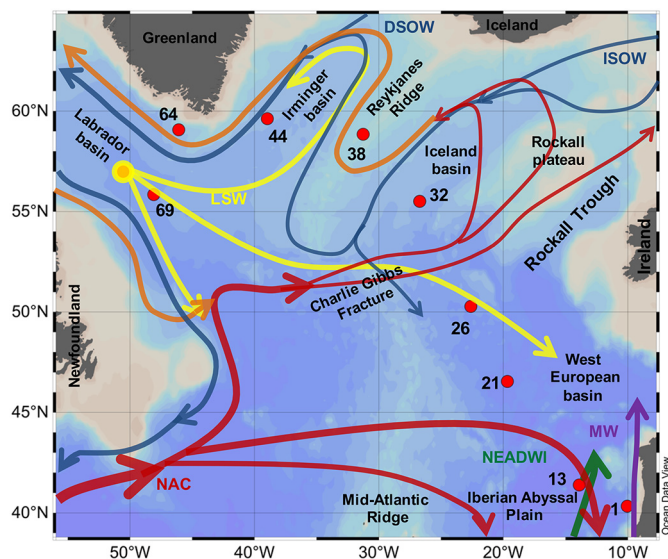 Greenland
DSOW
Iceland
ISOW
60°N
64
Irminger
basin
44
Reykjanes
Ridge
38
Labrador
basin
Iceland
basin
Rockall
plateau
69
LSW
32
55°N
Rockall Trough
Ireland
Charlie Gibbs
Fracture
50°N
Newfoundland
26
21
West
European
basin
45°N
MW
NEADWI
NAC
13
Iberian Abyssal
Plain
1
Mid-Atlantic
Ridge
40°N
50°W
40°W
30°W
20°W
10°W
Ocean Data View